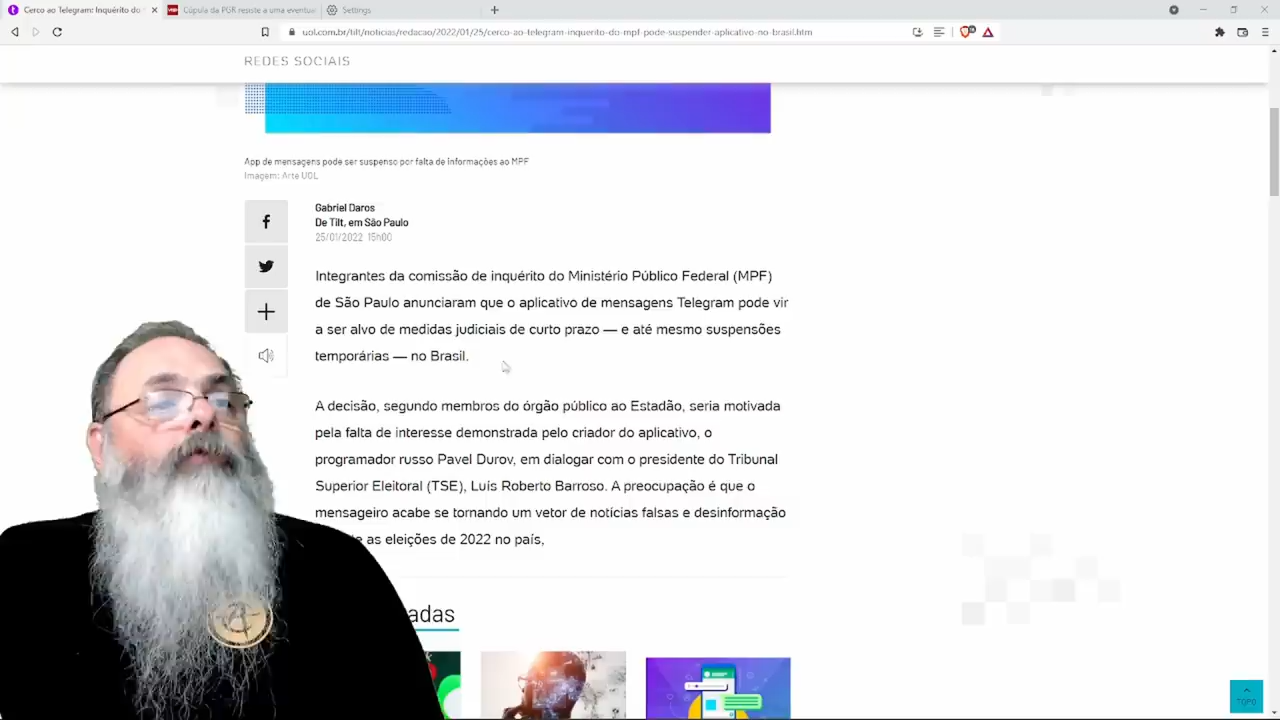 Cerco ao Telegram: Inquérito do
Cúpula da PGR resiste a uma eventua
Settings
uol.com.br/tilt/noticias/redacao/2022/01/25/cerco-ao-telegram-inquerito-do-mpf-pode-suspender-aplicativo-no-brasil.htm
REDES SOCIAIS
App de mensagens pode ser suspenso por falta de informações ao MPF
Imagem: Arte UOL
Gabriel Daros
De Tilt, em São Paulo
25/01/2022 15h00
Integrantes da comissão de inquérito do Ministério Público Federal (MPF)
de São Paulo anunciaram que o aplicativo de mensagens Telegram pode vir
a ser alvo de medidas judiciais de curto prazo — e até mesmo suspensões
temporárias — no Brasil.
A decisão, segundo membros do órgão público ao Estadão, seria motivada
pela falta de interesse demonstrada pelo criador do aplicativo, o
programador russo Pavel Durov, em dialogar com o presidente do Tribunal
Superior Eleitoral (TSE), Luís Roberto Barroso. A preocupação é que o
mensageiro acabe se tornando um vetor de notícias falsas e desinformação
as eleições de 2022 no país,
adas
TOPO